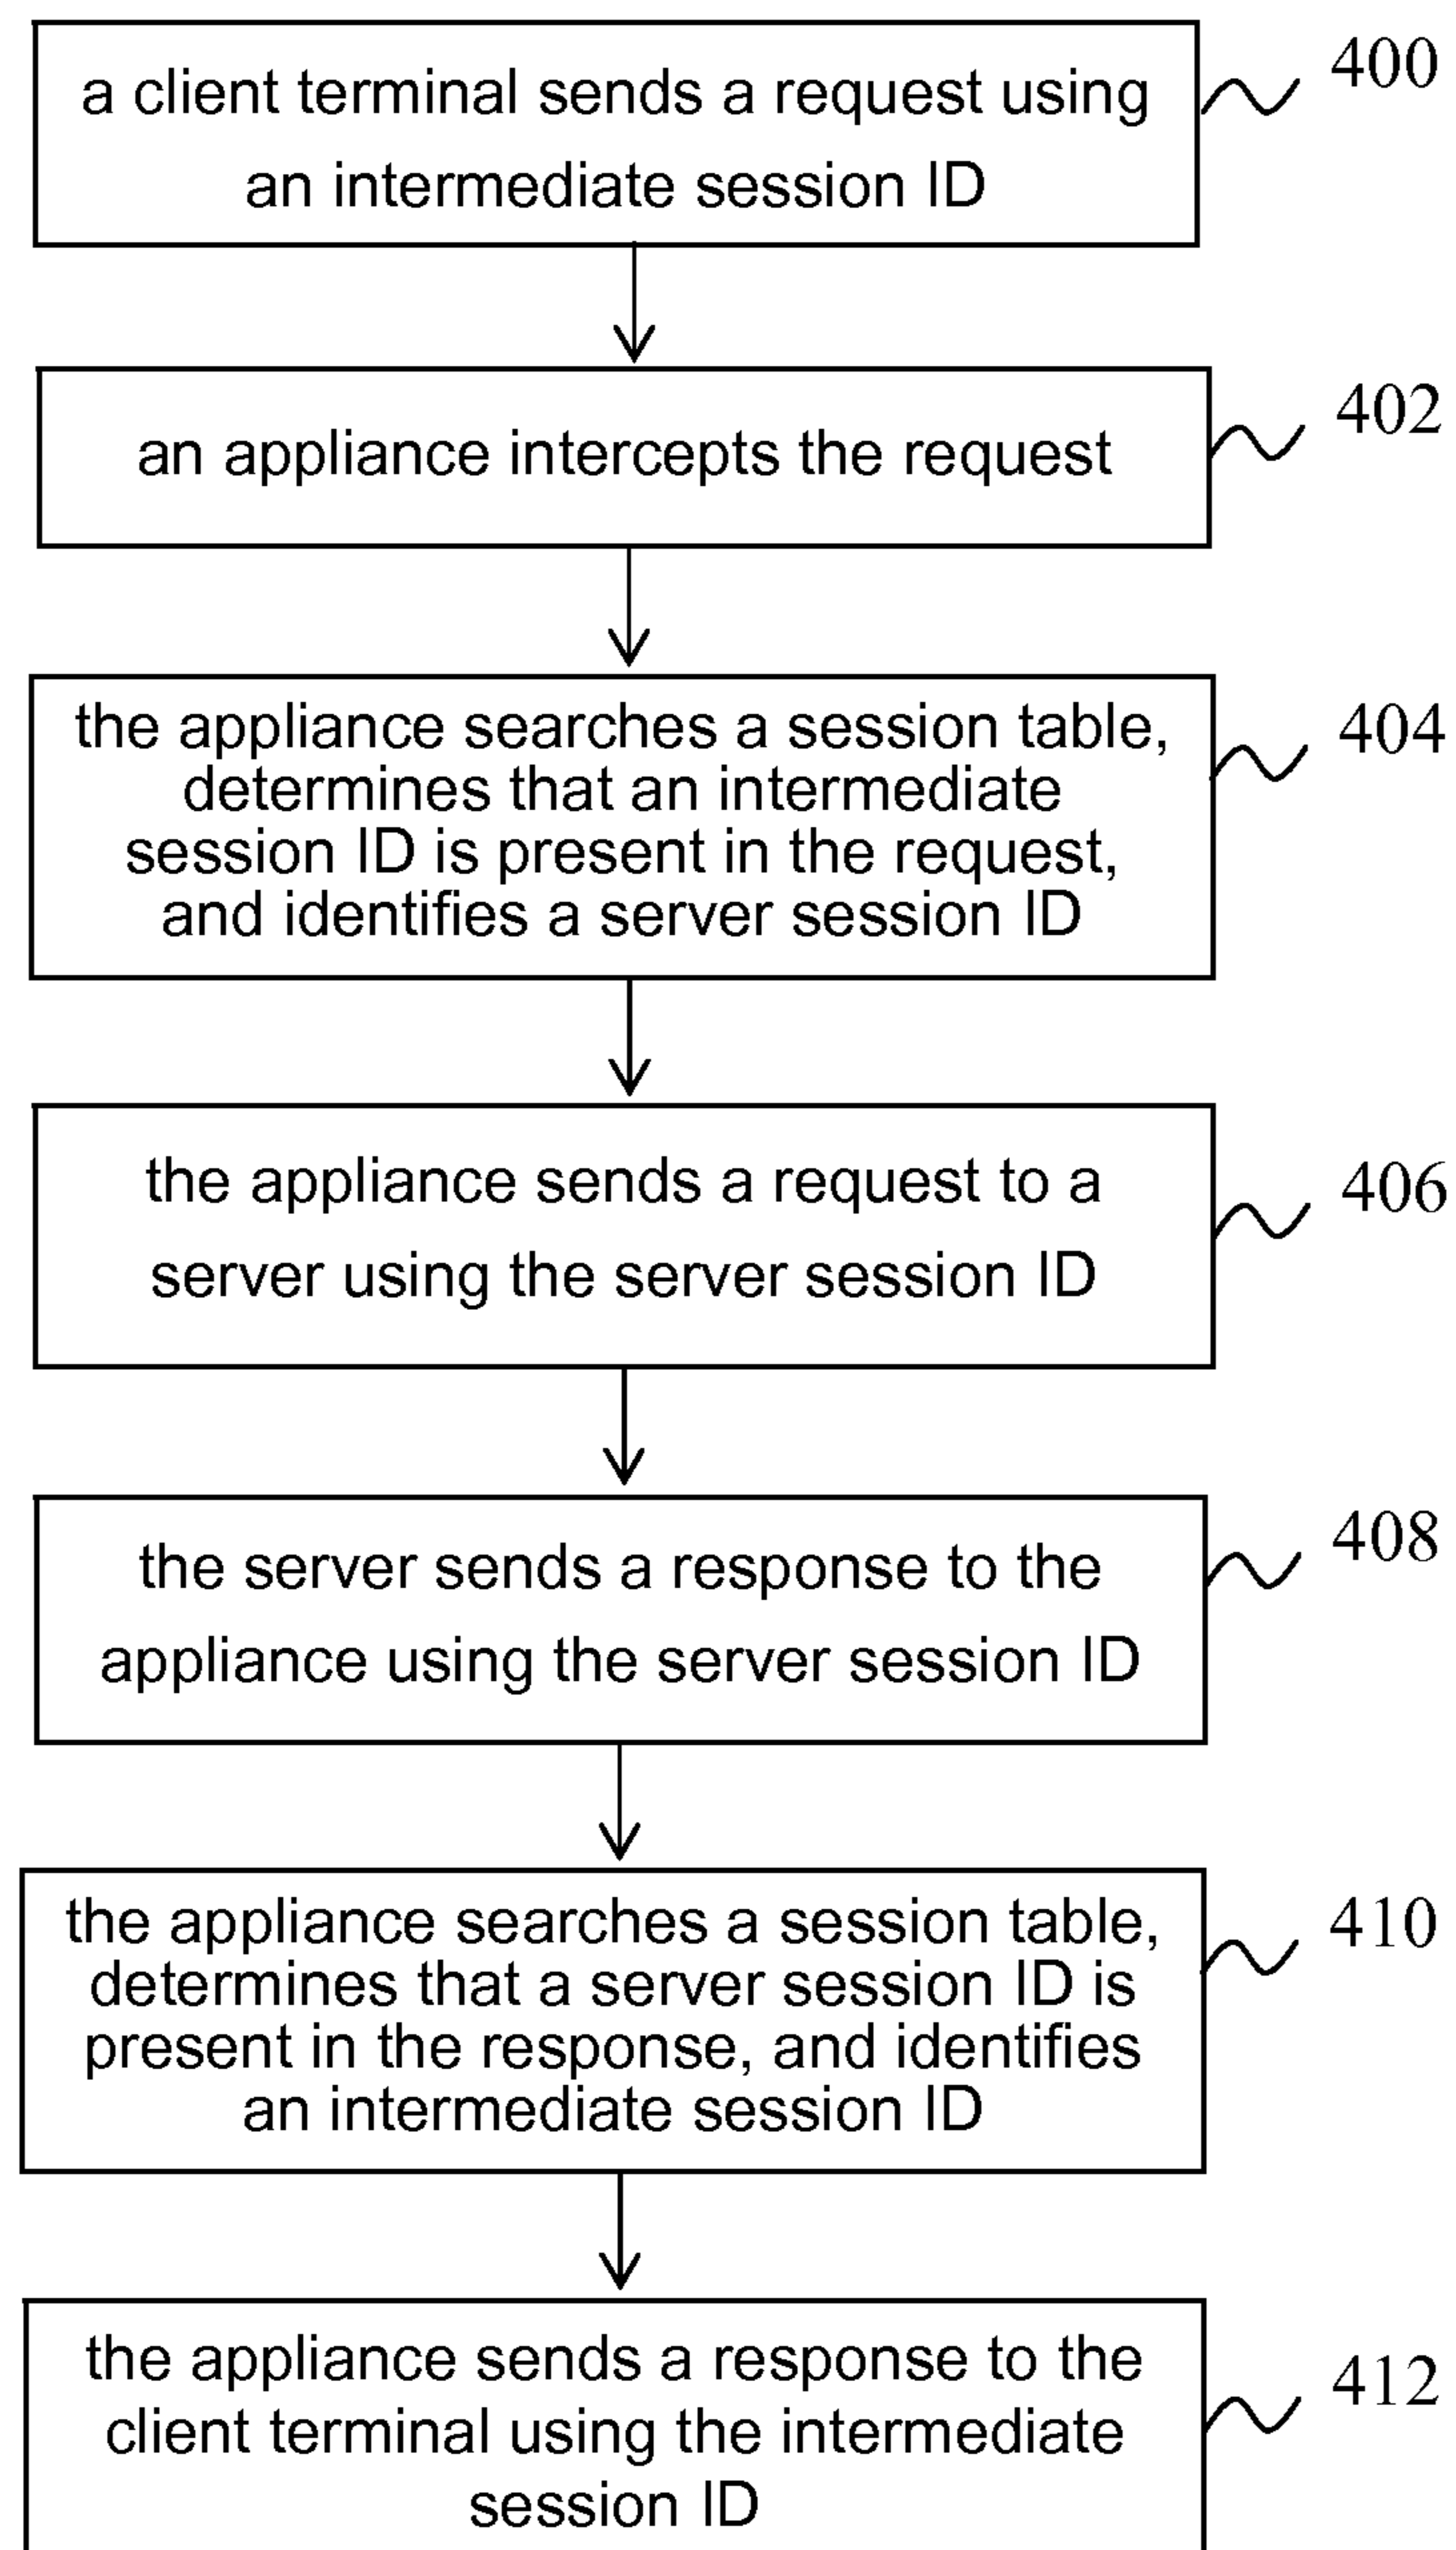 a client terminal sends a request using
an intermediate session ID
400
an appliance intercepts the request
402
the appliance searches a session table,
determines that an intermediate
session ID is present in the request,
and identifies a server session ID
404
the appliance sends a request to a
server using the server session ID
406
the server sends a response to the
appliance using the server session ID
408
the appliance searches a session table,
determines that a server session ID is
present in the response, and identifies
an intermediate session ID
410
the appliance sends a response to the
client terminal using the intermediate
session ID
412